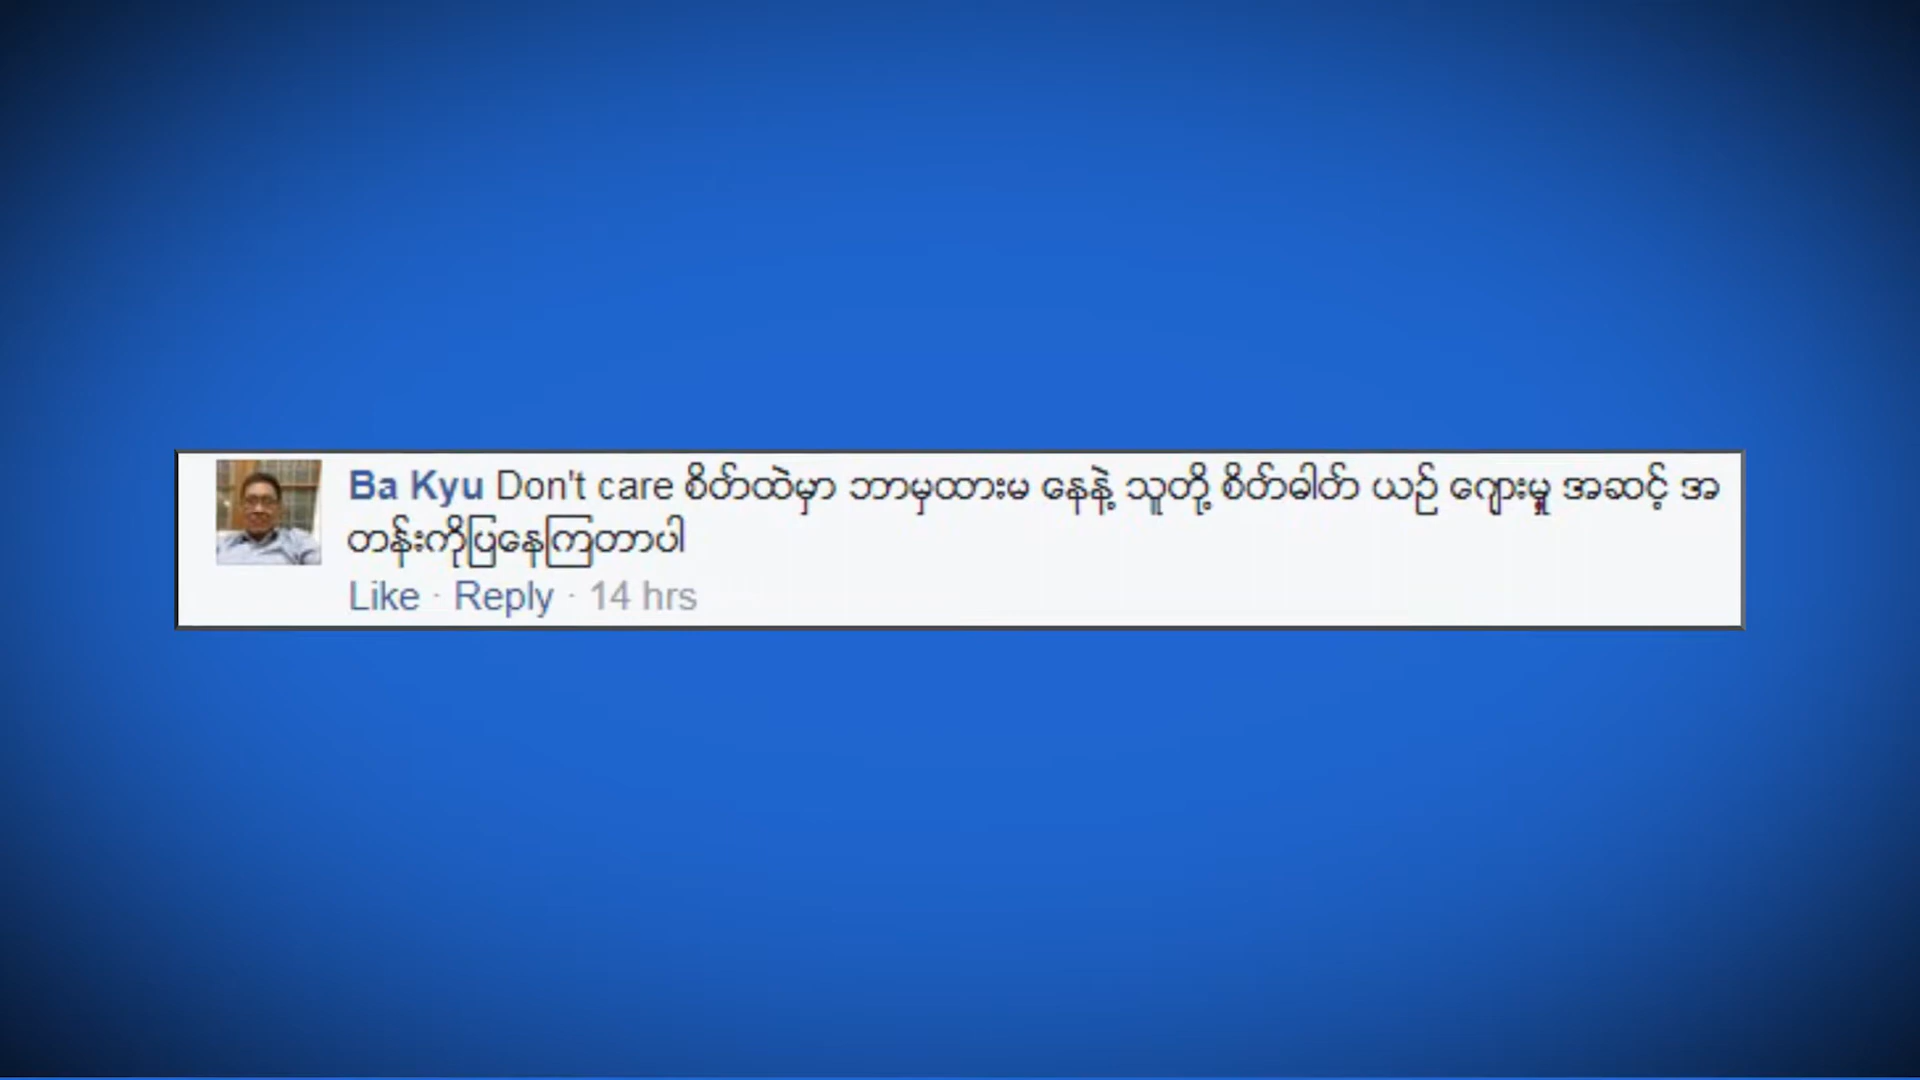 Ba Kyu Don't care စိတ်ထဲမှာ ဘာမှထားမ နေနဲ့ သူတို့ စိတ်ဓါတ် ယဉ် ကျေားမှု အဆင့် အ
တန်းကိုပြနေကြတာပါ
Like · Reply · 14 hrs